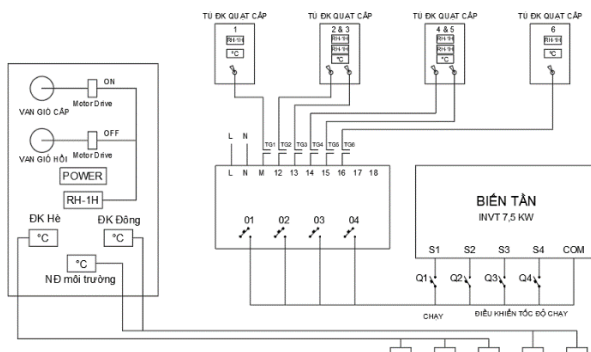 TỦ ĐK QUẠT CẤP
TỦ ĐK QUẠT CẤP
TỦ ĐK QUẠT CẤP
TỦ ĐK QUẠT CẤP
1
RH-1H
°C
2 & 3
RH-1H
RH-1H
°C
4 & 5
RH-1H
RH-1H
°C
6
RH-1H
°C
VAN GIÓ CẤP
Motor Drive
ON
VAN GIÓ HỒI
Motor Drive
OFF
POWER
RH-1H
ĐK Hè
ĐK Đông
°C
°C
°C
NĐ môi trường
L N TG1 TG2 TG3 TG4 TG5 TG6
L N M 12 13 14 15 16 17 18
01 02 03 04
BIẾN TẦN
INVT 7,5 KW
S1 S2 S3 S4 COM
Q1 Q2 Q3 Q4
CHẠY
ĐIỀU KHIỂN TỐC ĐỘ CHẠY